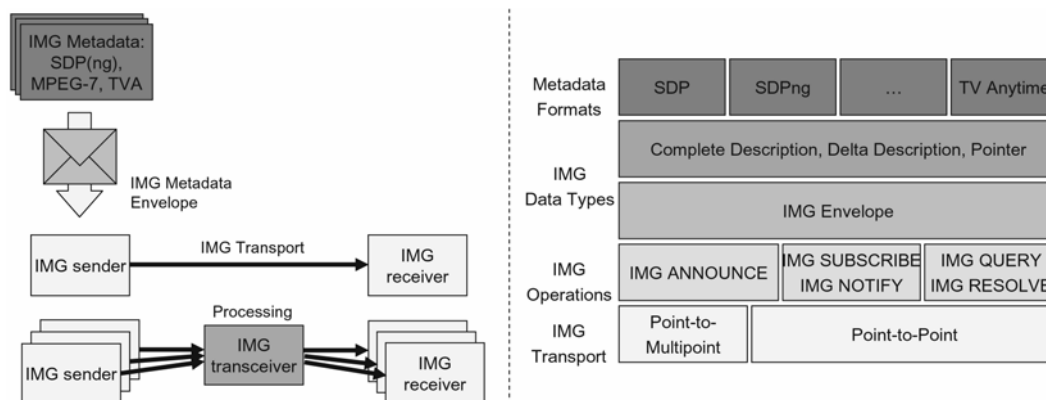 IMG Metadata:
SDP(ng),
MPEG-7, TVA
IMG Metadata
Envelope
IMG sender
IMG Transport
IMG
receiver
Processing
IMG sender
IMG
transceiver
IMG
receiver
Metadata
Formats
SDP
SDPng
...
TV Anytime
IMG
Data Types
Complete Description, Delta Description, Pointer
IMG Envelope
IMG
Operations
IMG ANNOUNCE
IMG SUBSCRIBE
IMG NOTIFY
IMG QUERY
IMG RESOLVE
IMG
Transport
Point-to-
Multipoint
Point-to-Point